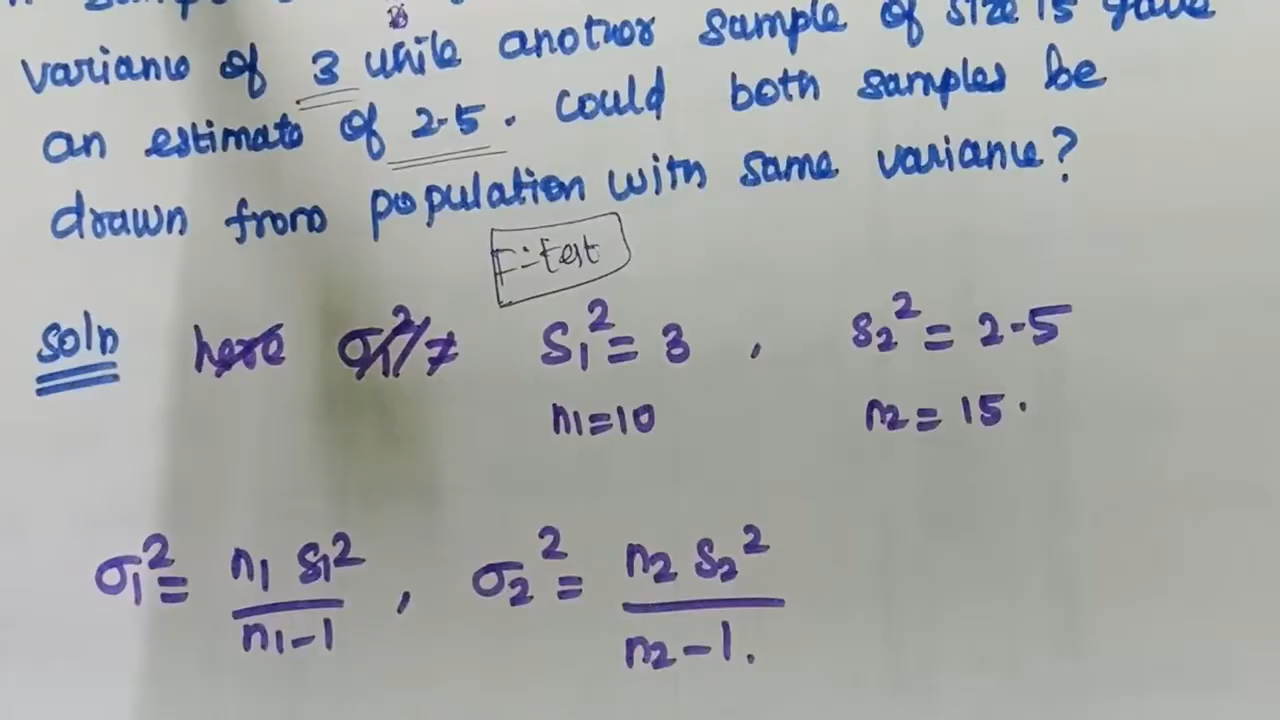 variance of 3 while another sample of size 15 gave
an estimate of 2.5. could both samples be
drawn from population with same variance?
F-test
soln here σ₁²/≠ S₁² = 3 , S₂² = 2.5
n₁=10 n₂ = 15.
σ₁² = n₁ S₁² / n₁-1 , σ₂² = n₂ S₂² / n₂-1.